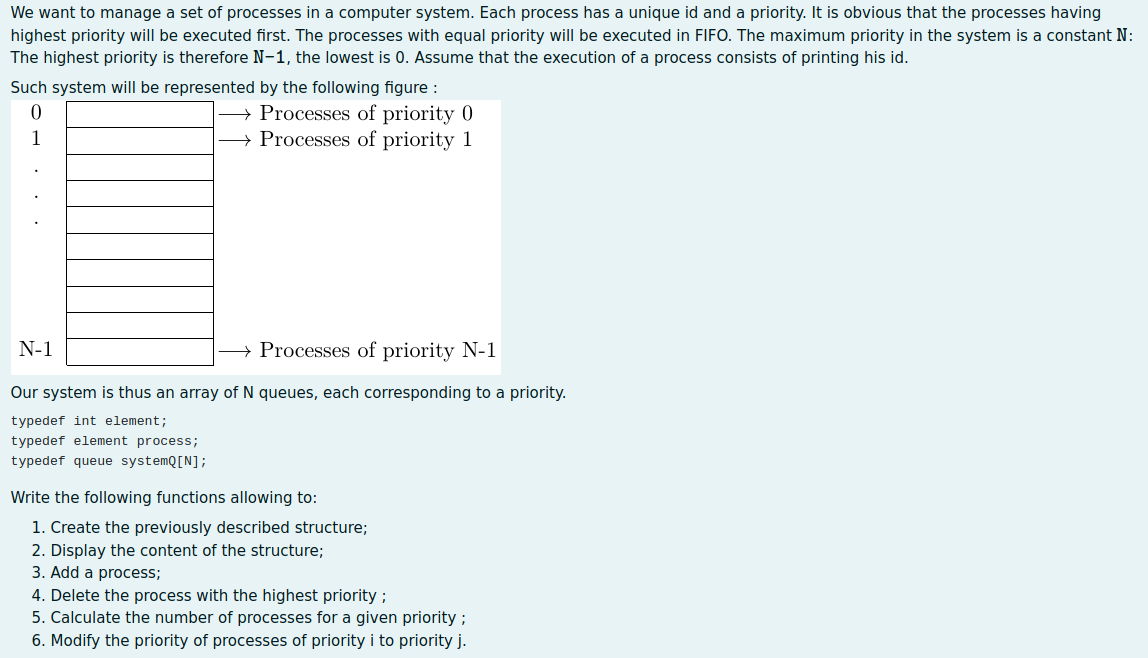 We want to manage a set of processes in a computer system. Each process has a unique id and a priority. It is obvious that the processes having
highest priority will be executed first. The processes with equal priority will be executed in FIFO. The maximum priority in the system is a constant N:
The highest priority is therefore N−1, the lowest is 0. Assume that the execution of a process consists of printing his id.
Such system will be represented by the following figure :
0 ⟶ Processes of priority 0
1 ⟶ Processes of priority 1
.
.
.
N-1 ⟶ Processes of priority N-1
Our system is thus an array of N queues, each corresponding to a priority.
typedef int element;
typedef element process;
typedef queue systemQ[N];
Write the following functions allowing to:
1. Create the previously described structure;
2. Display the content of the structure;
3. Add a process;
4. Delete the process with the highest priority ;
5. Calculate the number of processes for a given priority ;
6. Modify the priority of processes of priority i to priority j.